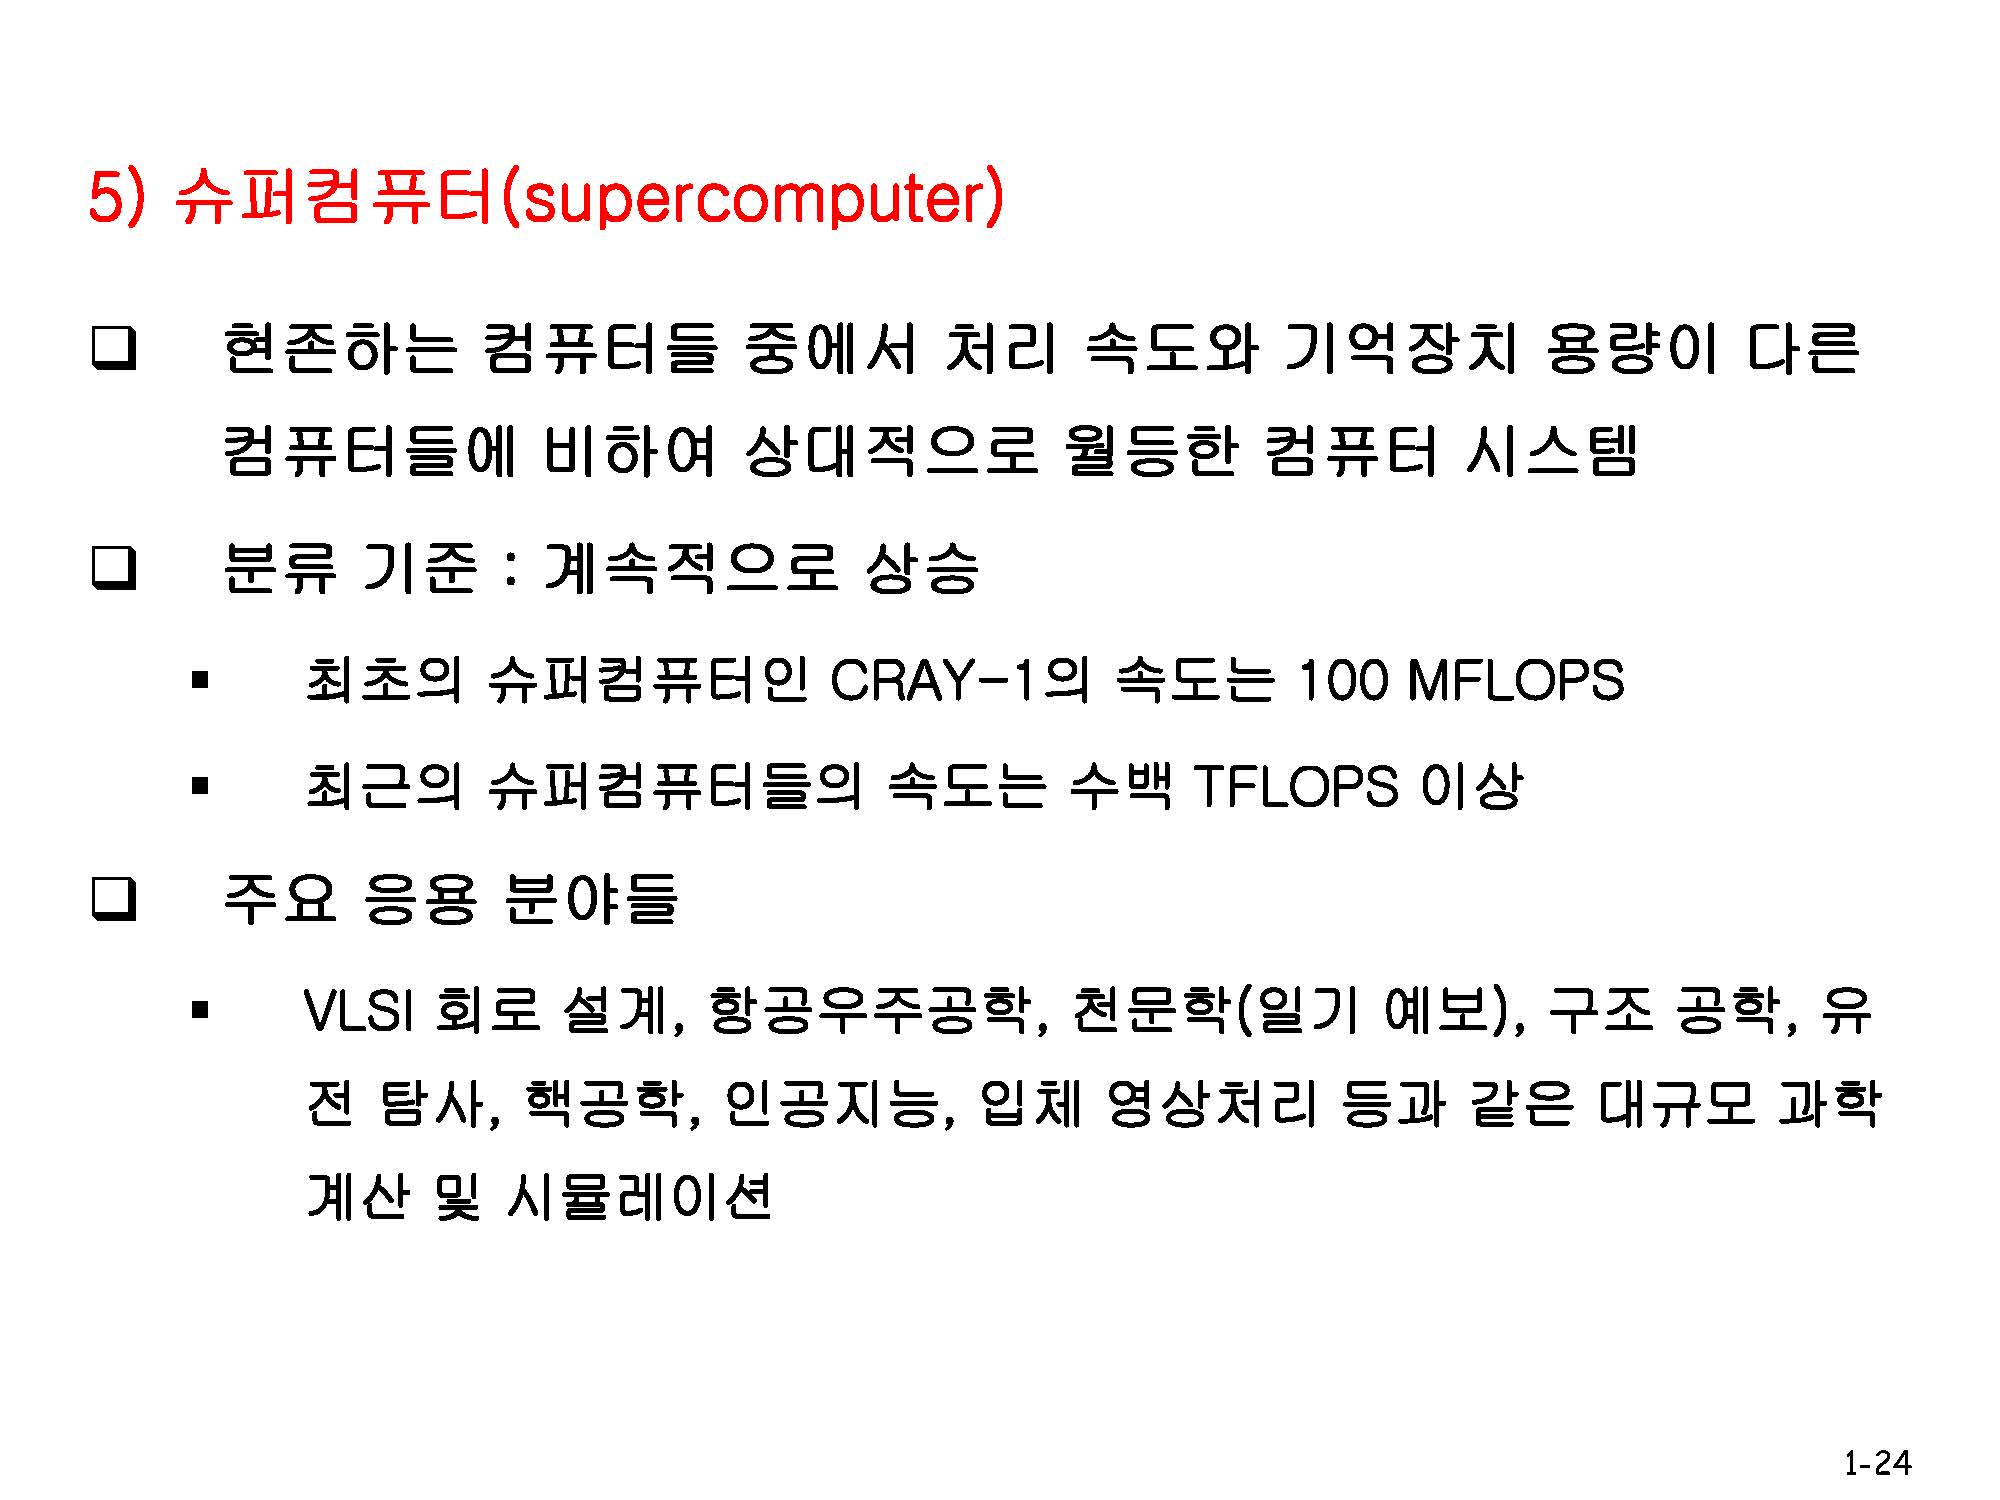 5) 슈퍼컴퓨터(supercomputer)
❑ 현존하는 컴퓨터들 중에서 처리 속도와 기억장치 용량이 다른
컴퓨터들에 비하여 상대적으로 월등한 컴퓨터 시스템
❑ 분류 기준 : 계속적으로 상승
▪ 최초의 슈퍼컴퓨터인 CRAY-1의 속도는 100 MFLOPS
▪ 최근의 슈퍼컴퓨터들의 속도는 수백 TFLOPS 이상
❑ 주요 응용 분야들
▪ VLSI 회로 설계, 항공우주공학, 천문학(일기 예보), 구조 공학, 유
전 탐사, 핵공학, 인공지능, 입체 영상처리 등과 같은 대규모 과학
계산 및 시뮬레이션
1-24